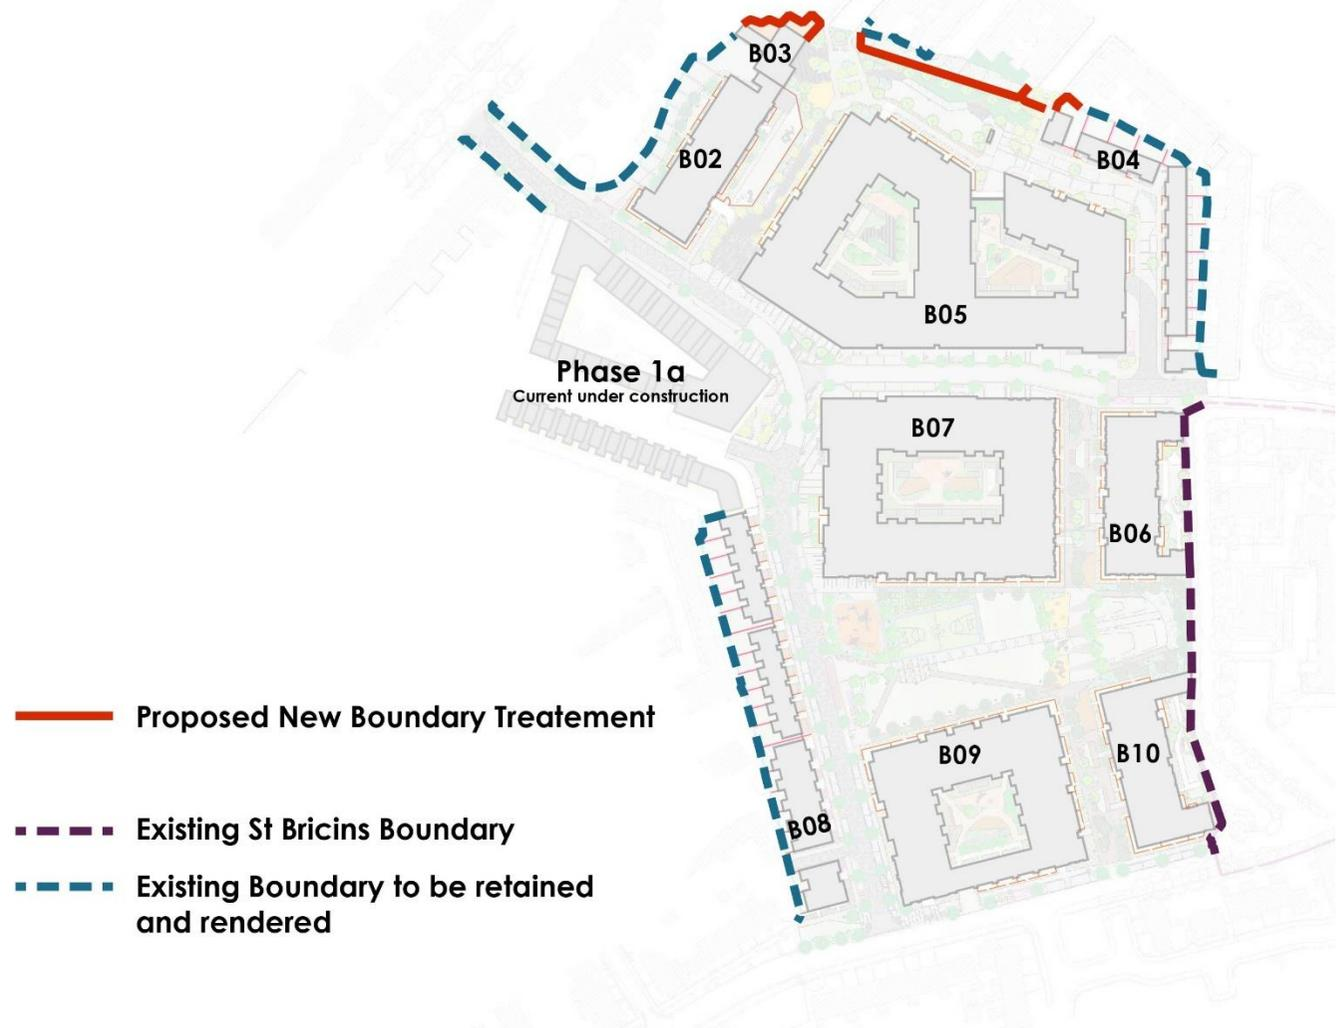 B03
B02
B04
B05
Phase 1a
Current under construction
B07
B06
Proposed New Boundary Treatement
B09
B10
Existing St Bricins Boundary
B08
Existing Boundary to be retained
and rendered